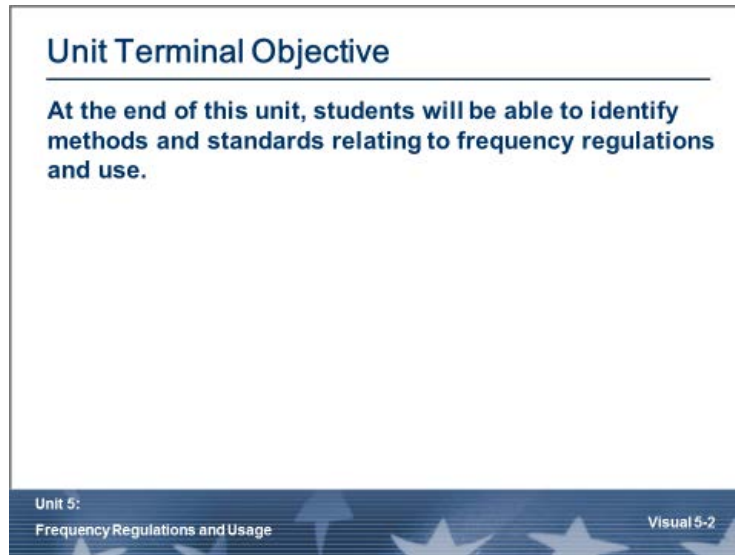 Unit Terminal Objective
At the end of this unit, students will be able to identify
methods and standards relating to frequency regulations
and use.
Unit 5:
Frequency Regulations and Usage
Visual 5-2